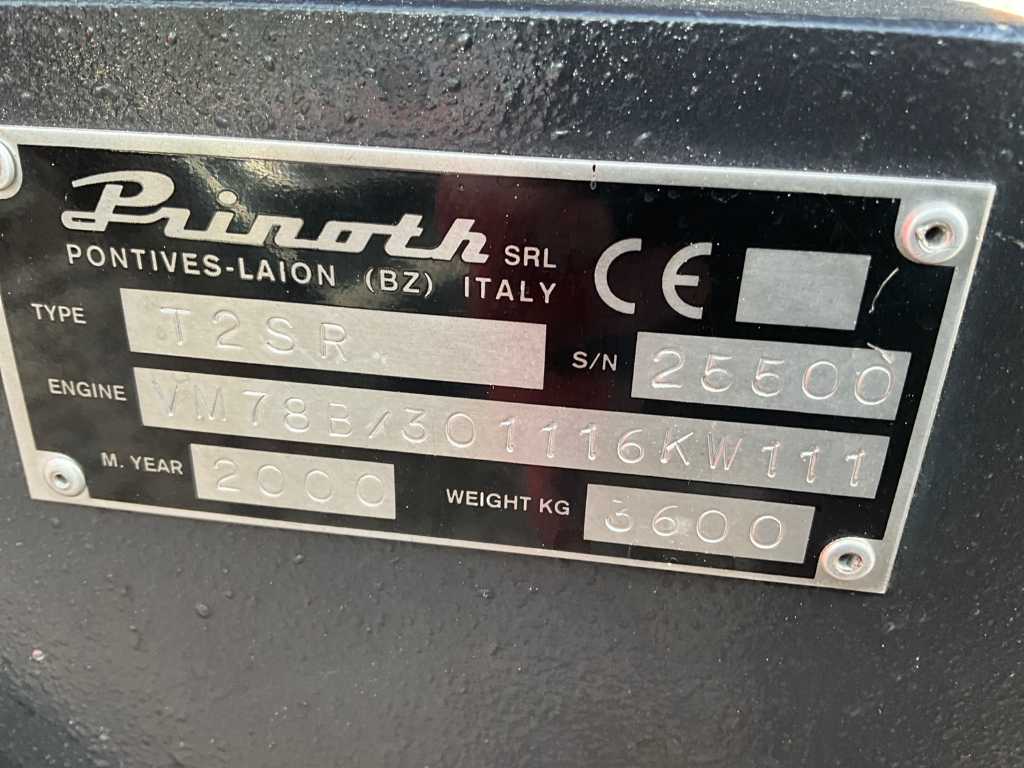 Prinoth SRL CE
PONTIVES-LAION (BZ) ITALY
TYPE T2SR S/N 25500
ENGINE VM78B/301116KW111
M. YEAR 2000 WEIGHT KG 3600